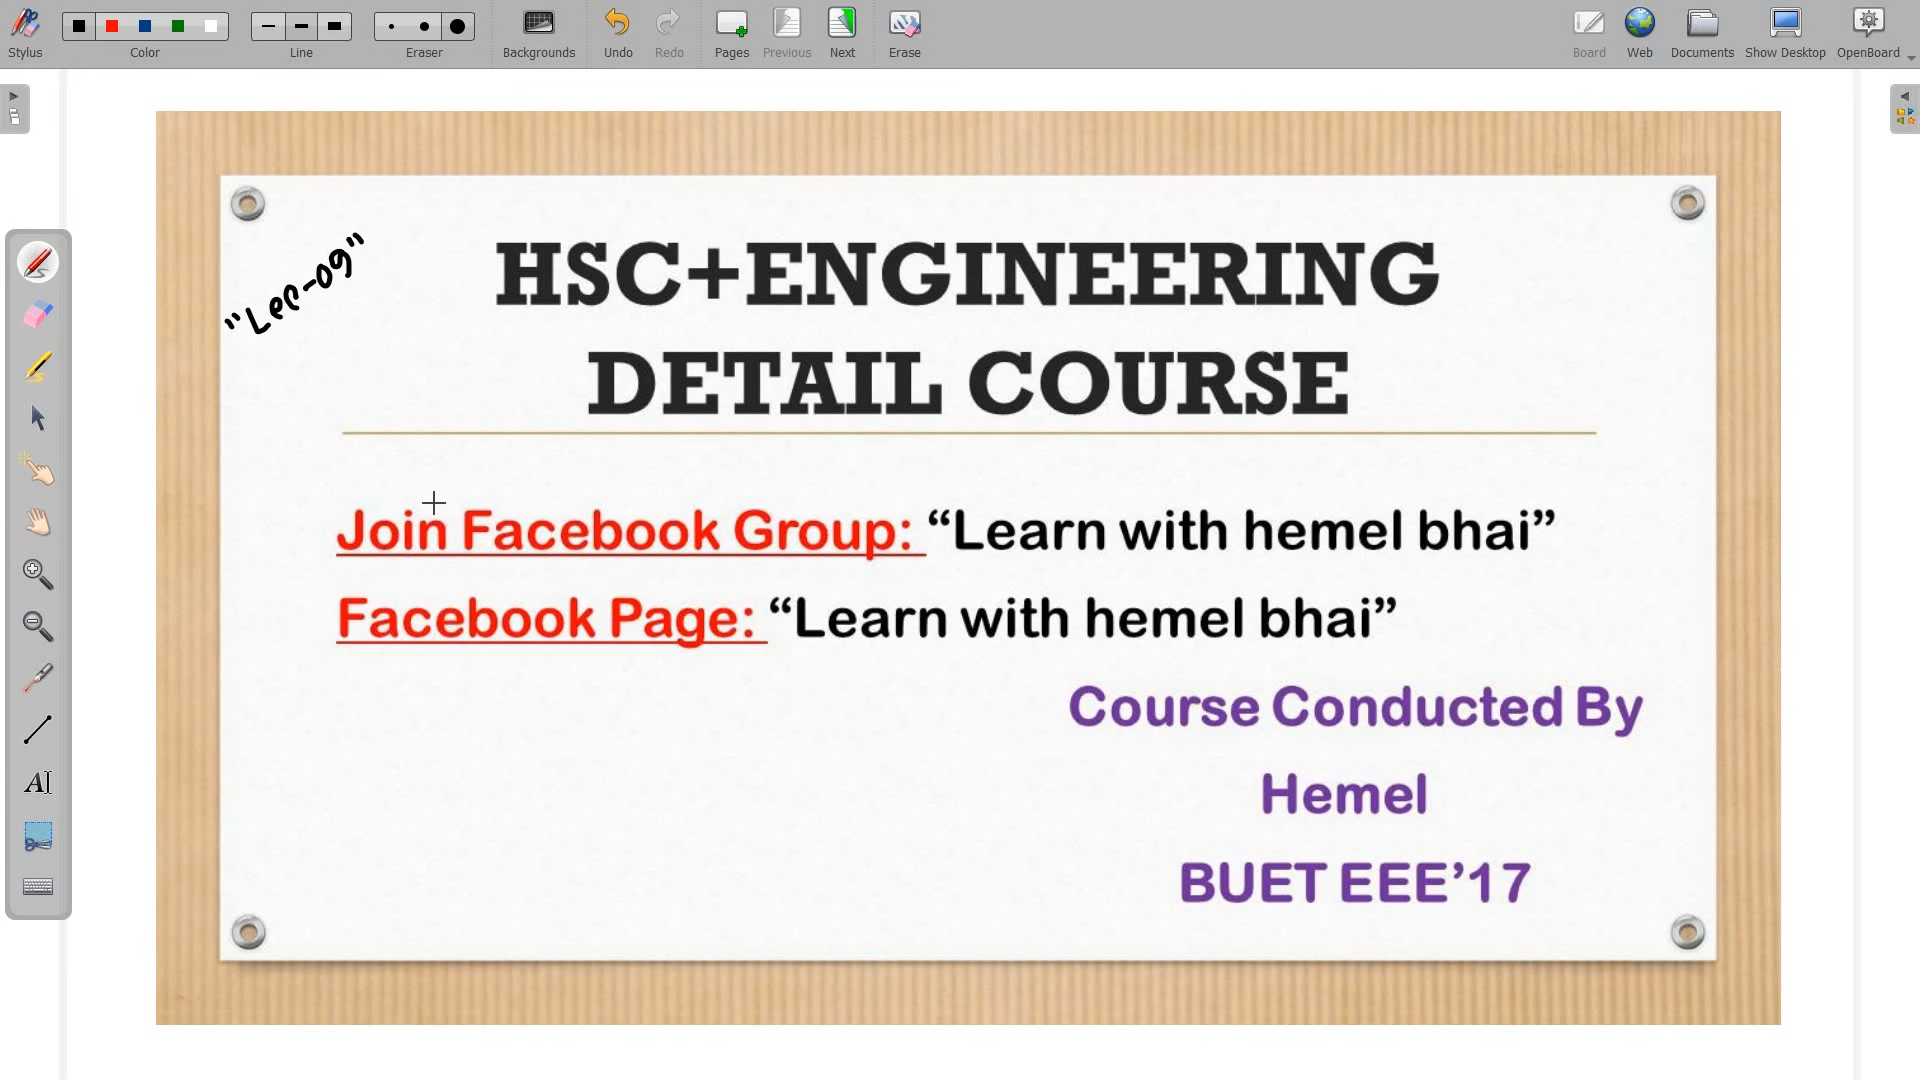 Stylus Color Line Eraser Backgrounds Undo Redo Pages Previous Next Erase Board Web Documents Show Desktop OpenBoard
"Lec-09"
HSC+ENGINEERING
DETAIL COURSE
Join Facebook Group: “Learn with hemel bhai”
Facebook Page: “Learn with hemel bhai”
Course Conducted By
Hemel
BUET EEE’17